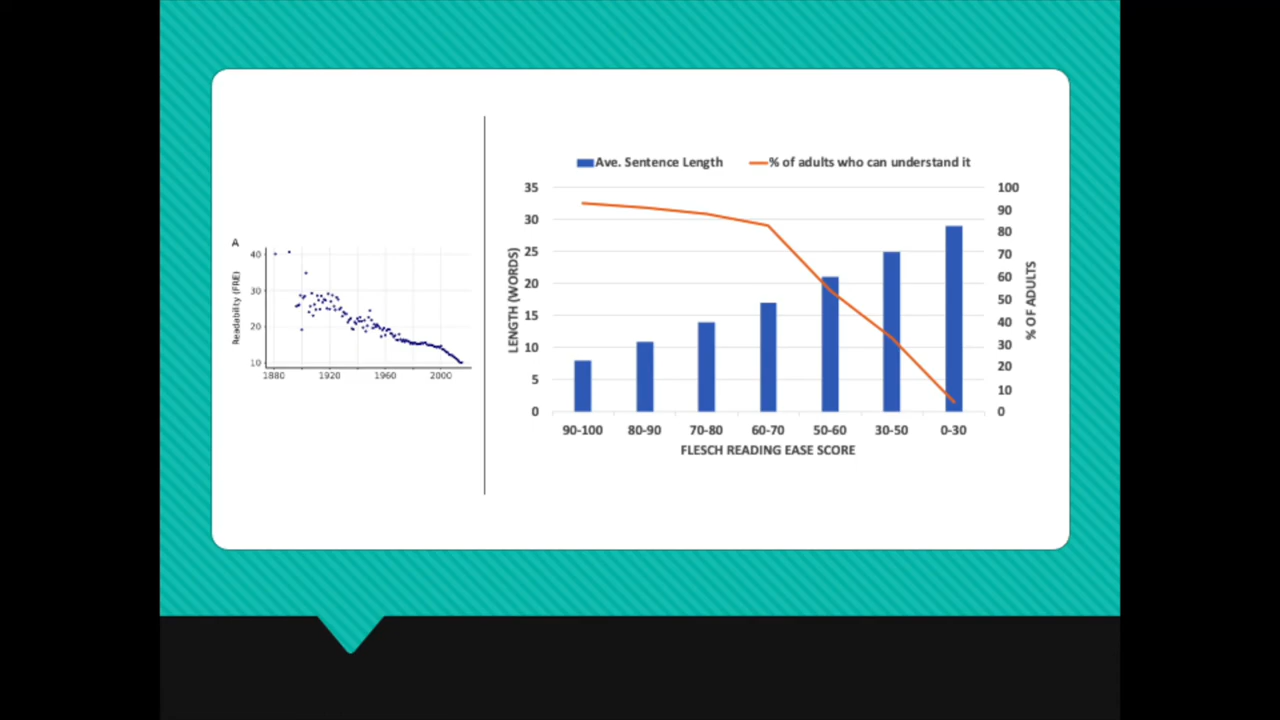 A
Readability (FRE)
40
30
20
10
1880 1920 1960 2000
Ave. Sentence Length % of adults who can understand it
LENGTH (WORDS)
35
30
25
20
15
10
5
0
100
90
80
70
60
50
40
30
20
10
0
% OF ADULTS
90-100 80-90 70-80 60-70 50-60 30-50 0-30
FLESCH READING EASE SCORE